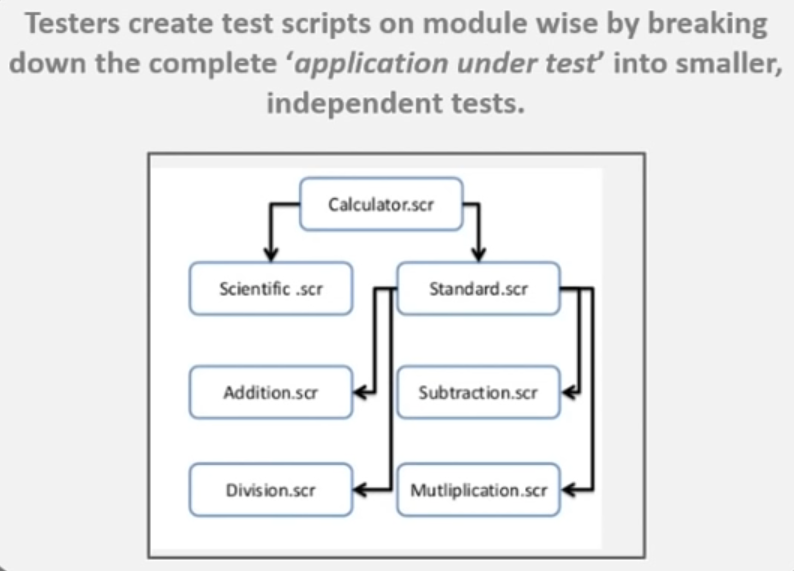 Testers create test scripts on module wise by breaking
down the complete ‘application under test’ into smaller,
independent tests.
Calculator.scr
Scientific .scr
Standard.scr
Addition.scr
Subtraction.scr
Division.scr
Mutliplication.scr